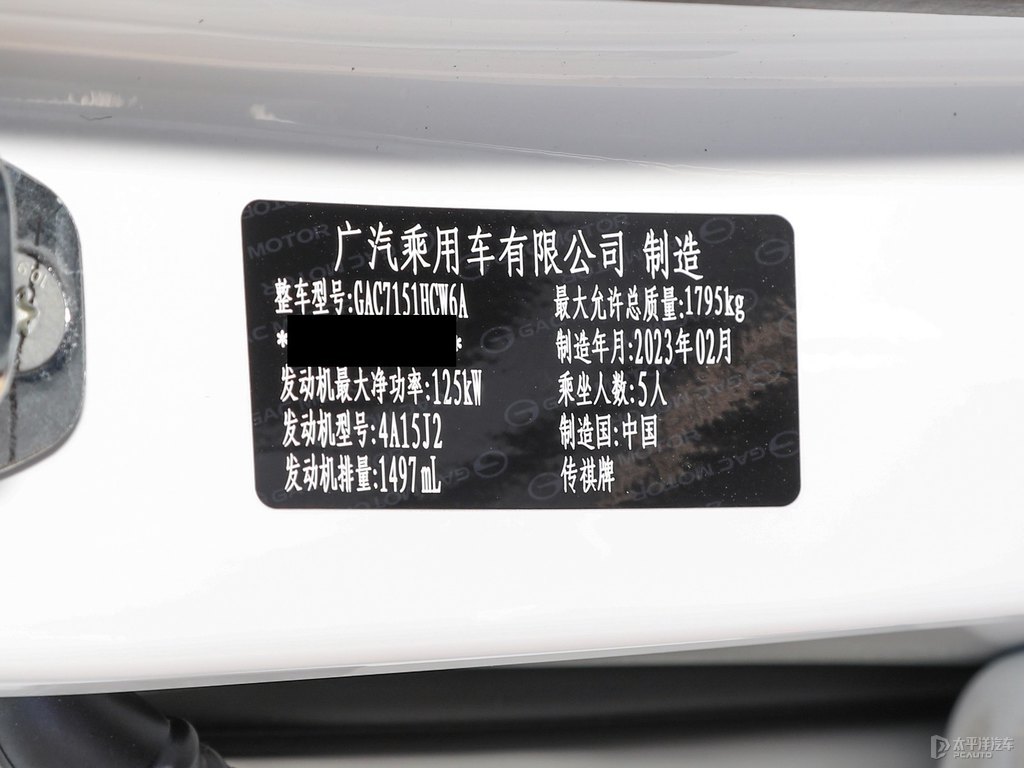 广汽乘用车有限公司 制造
整车型号:GAC7151HCW6A
* *
发动机最大净功率:125kW
发动机型号:4A15J2
发动机排量:1497mL
最大允许总质量:1795kg
制造年月:2023年02月
乘坐人数:5人
制造国:中国
传祺牌
MOTOR
GAC MOTOR
太平洋汽车
PCAUTO